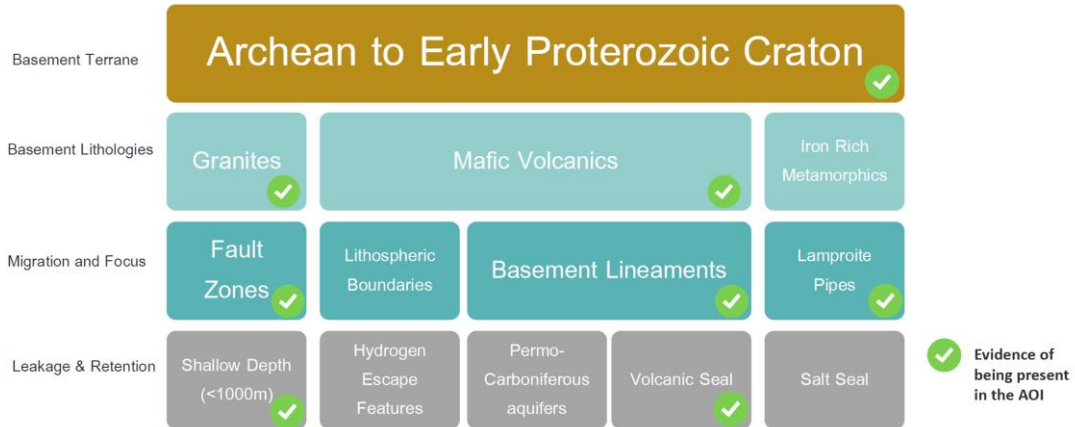 Basement Terrane
Archean to Early Proterozoic Craton
Basement Lithologies
Granites
Mafic Volcanics
Iron Rich
Metamorphics
Migration and Focus
Fault
Zones
Lithospheric
Boundaries
Basement Lineaments
Lamproite
Pipes
Leakage & Retention
Shallow Depth
(<1000m)
Hydrogen
Escape
Features
Permo-
Carboniferous
aquifers
Volcanic Seal
Salt Seal
Evidence of
being present
in the AOI